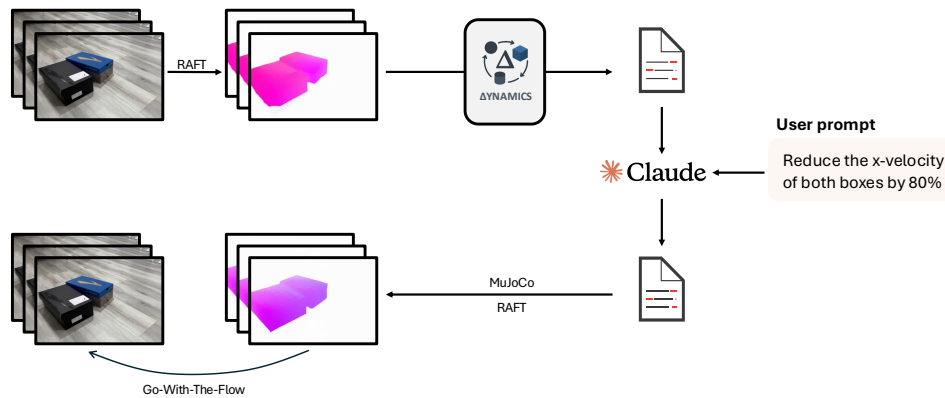 RAFT
ΔYNAMICS
User prompt
Reduce the x-velocity
of both boxes by 80%
Claude
MuJoCo
RAFT
Go-With-The-Flow